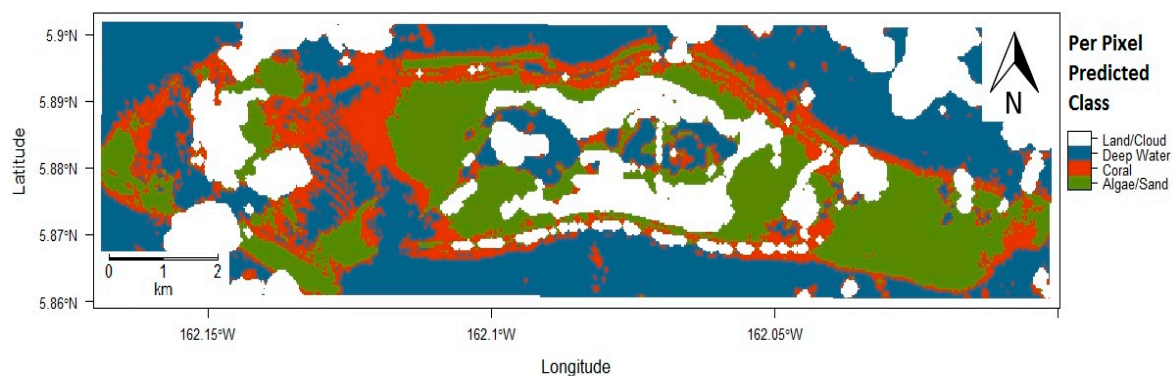 5.9°N
5.89°N
5.88°N
5.87°N
5.86°N
Latitude
0 1 2
km
162.15°W
162.1°W
162.05°W
Longitude
N
Per Pixel
Predicted
Class
Land/Cloud
Deep Water
Coral
Algae/Sand